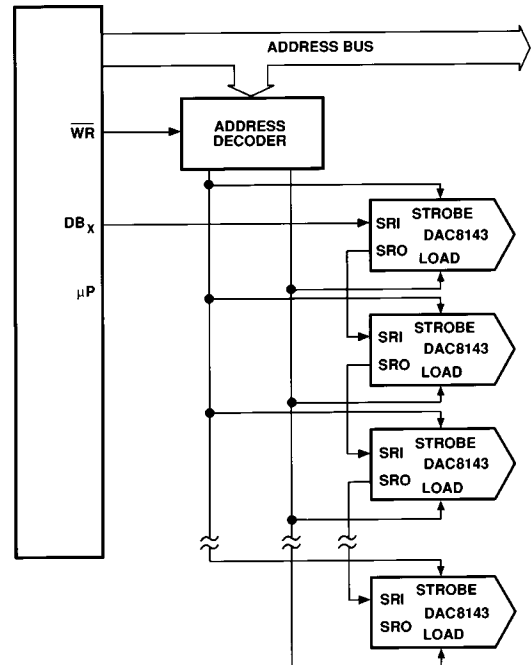 ADDRESS BUS
WR
ADDRESS
DECODER
DBX
μP
STROBE
SRI
DAC8143
SRO
LOAD
STROBE
SRI
DAC8143
SRO
LOAD
STROBE
SRI
DAC8143
SRO
LOAD
STROBE
SRI
DAC8143
SRO
LOAD